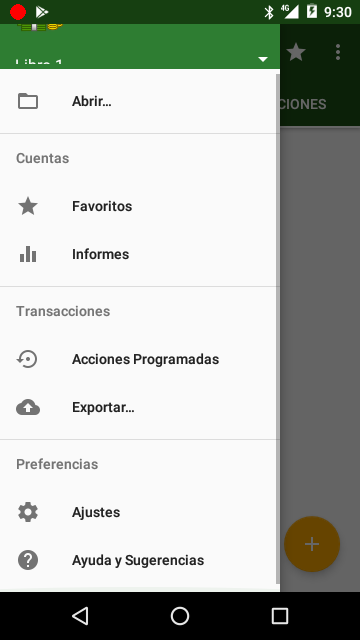 4G 9:30
Libro 1
CIONES
Abrir...
Cuentas
Favoritos
Informes
Transacciones
Acciones Programadas
Exportar...
Preferencias
Ajustes
Ayuda y Sugerencias